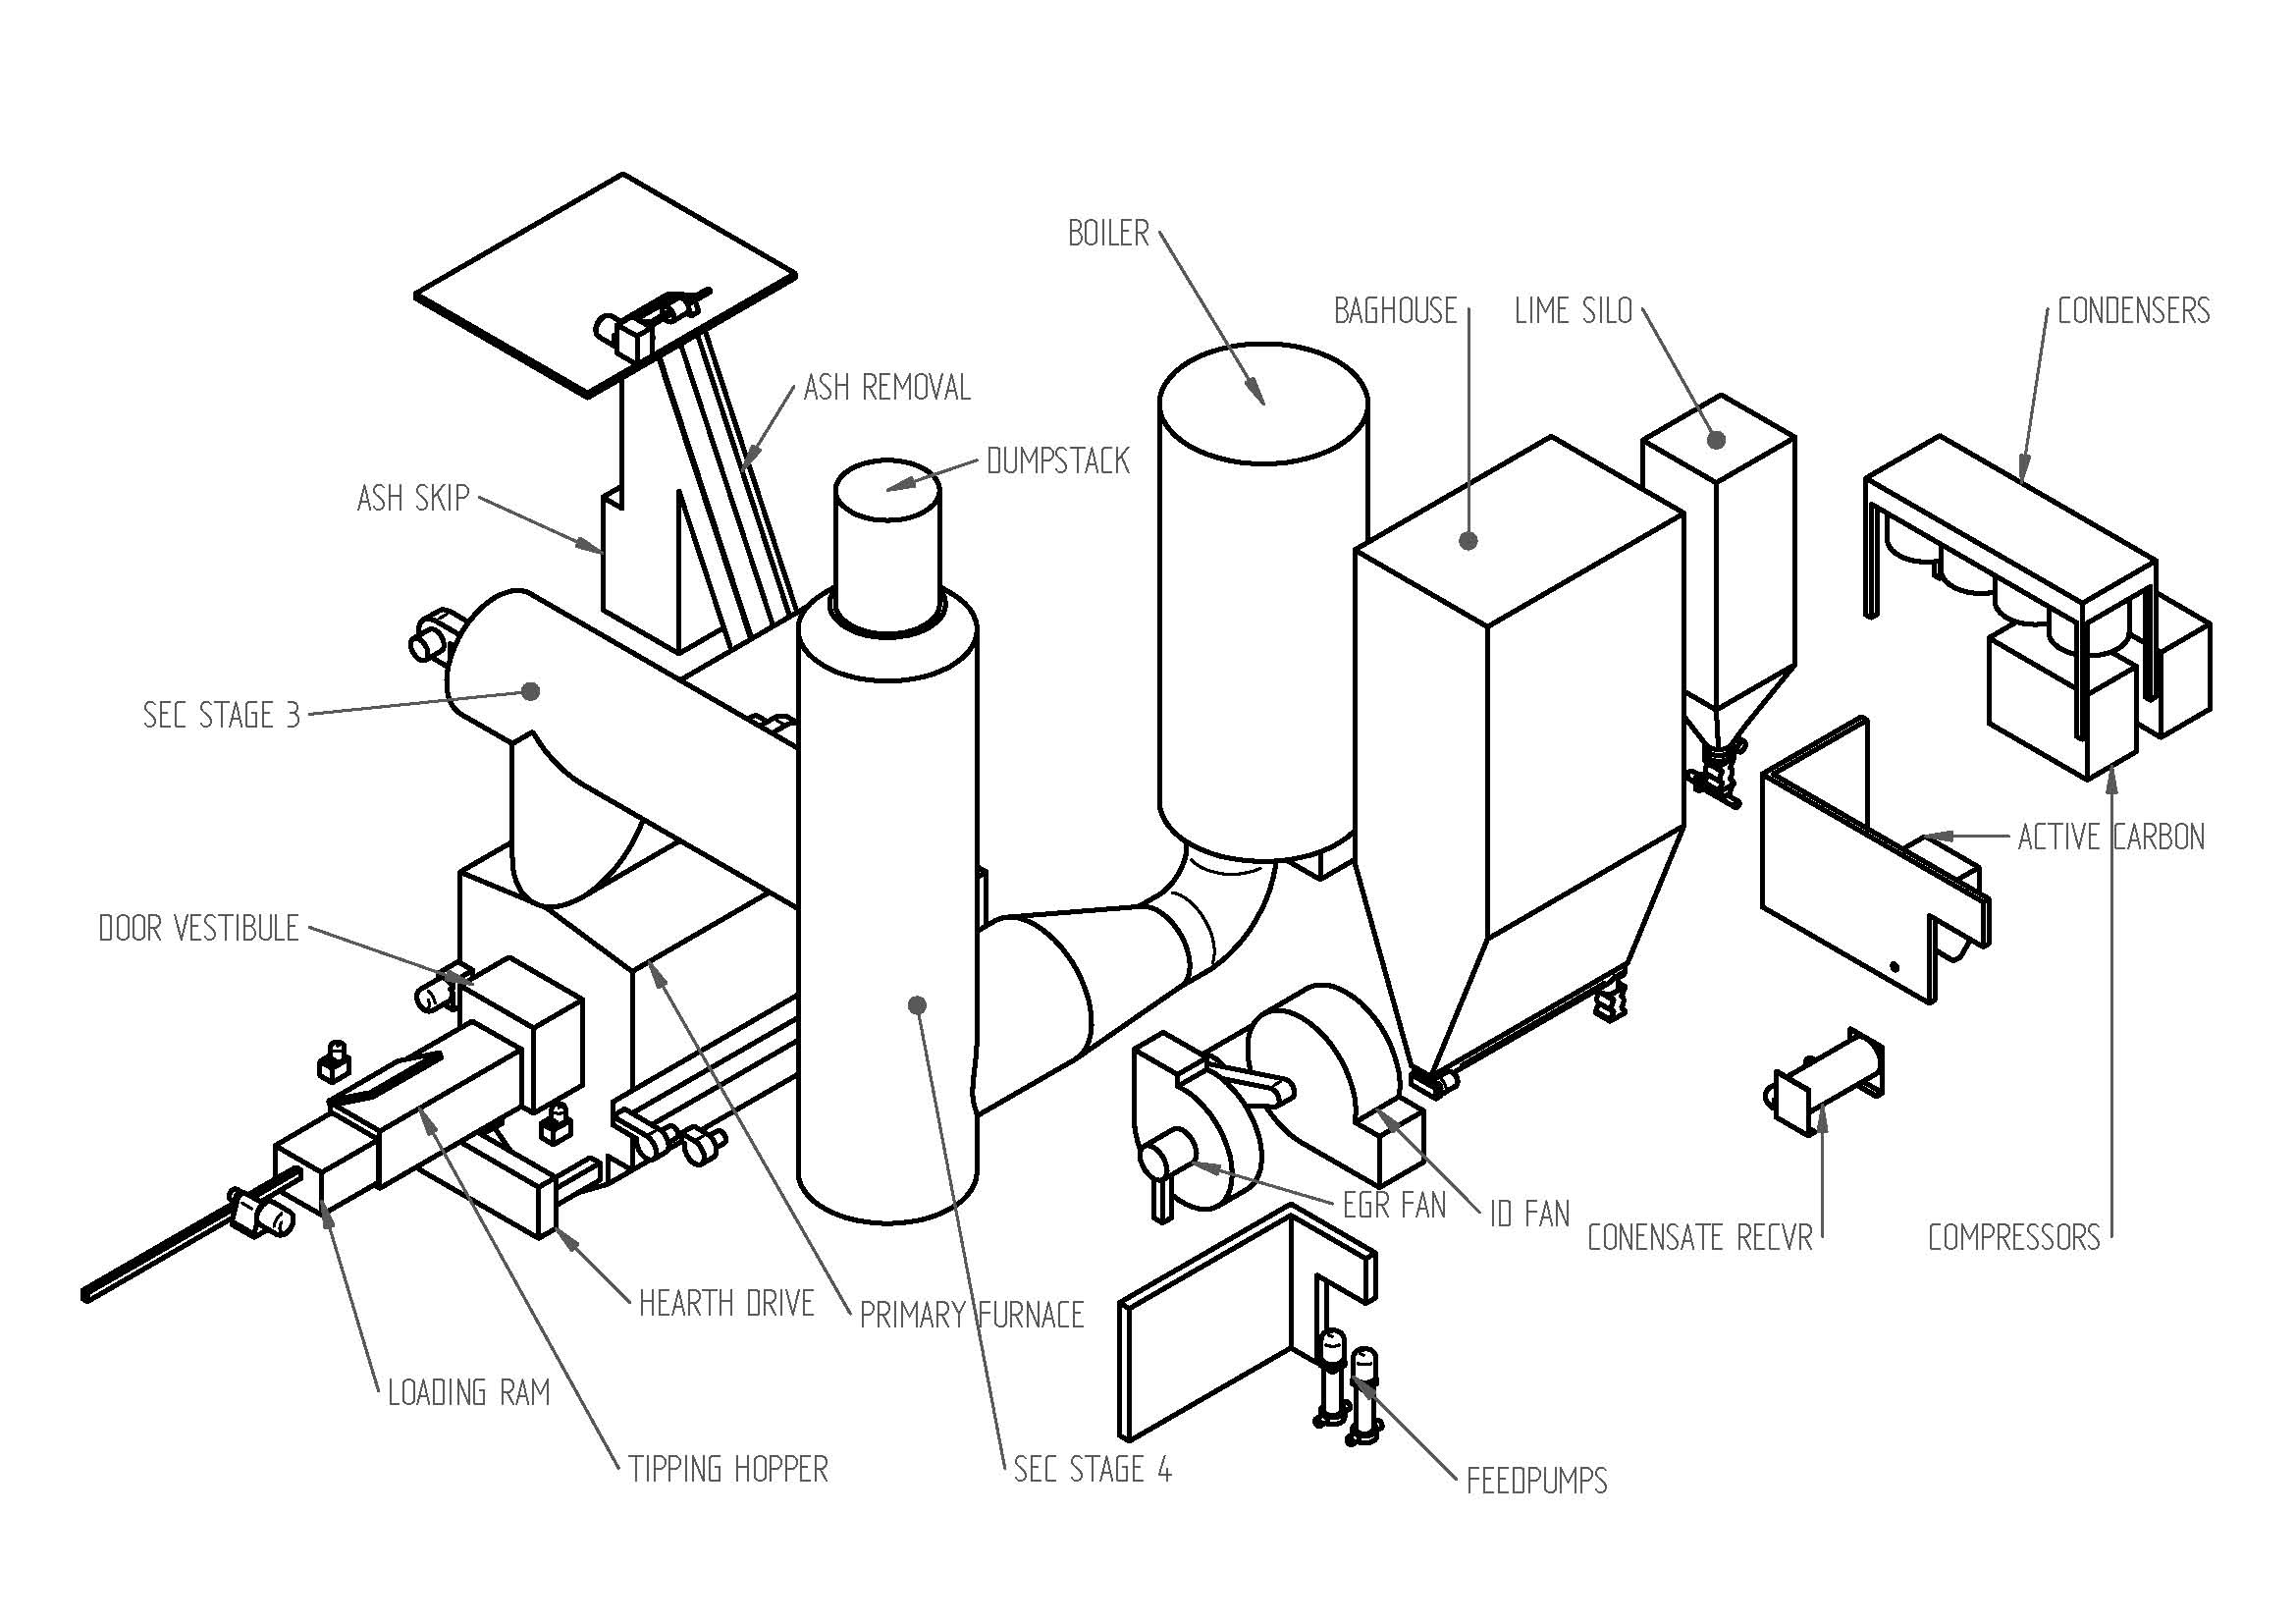 BOILER
BAGHOUSE
LIME SILO
CONDENSERS
ASH REMOVAL
DUMPSTACK
ASH SKIP
SEC STAGE 3
ACTIVE CARBON
DOOR VESTIBULE
EGR FAN
ID FAN
CONENSATE RECVR
COMPRESSORS
HEARTH DRIVE
PRIMARY FURNACE
LOADING RAM
TIPPING HOPPER
SEC STAGE 4
FEEDPUMPS